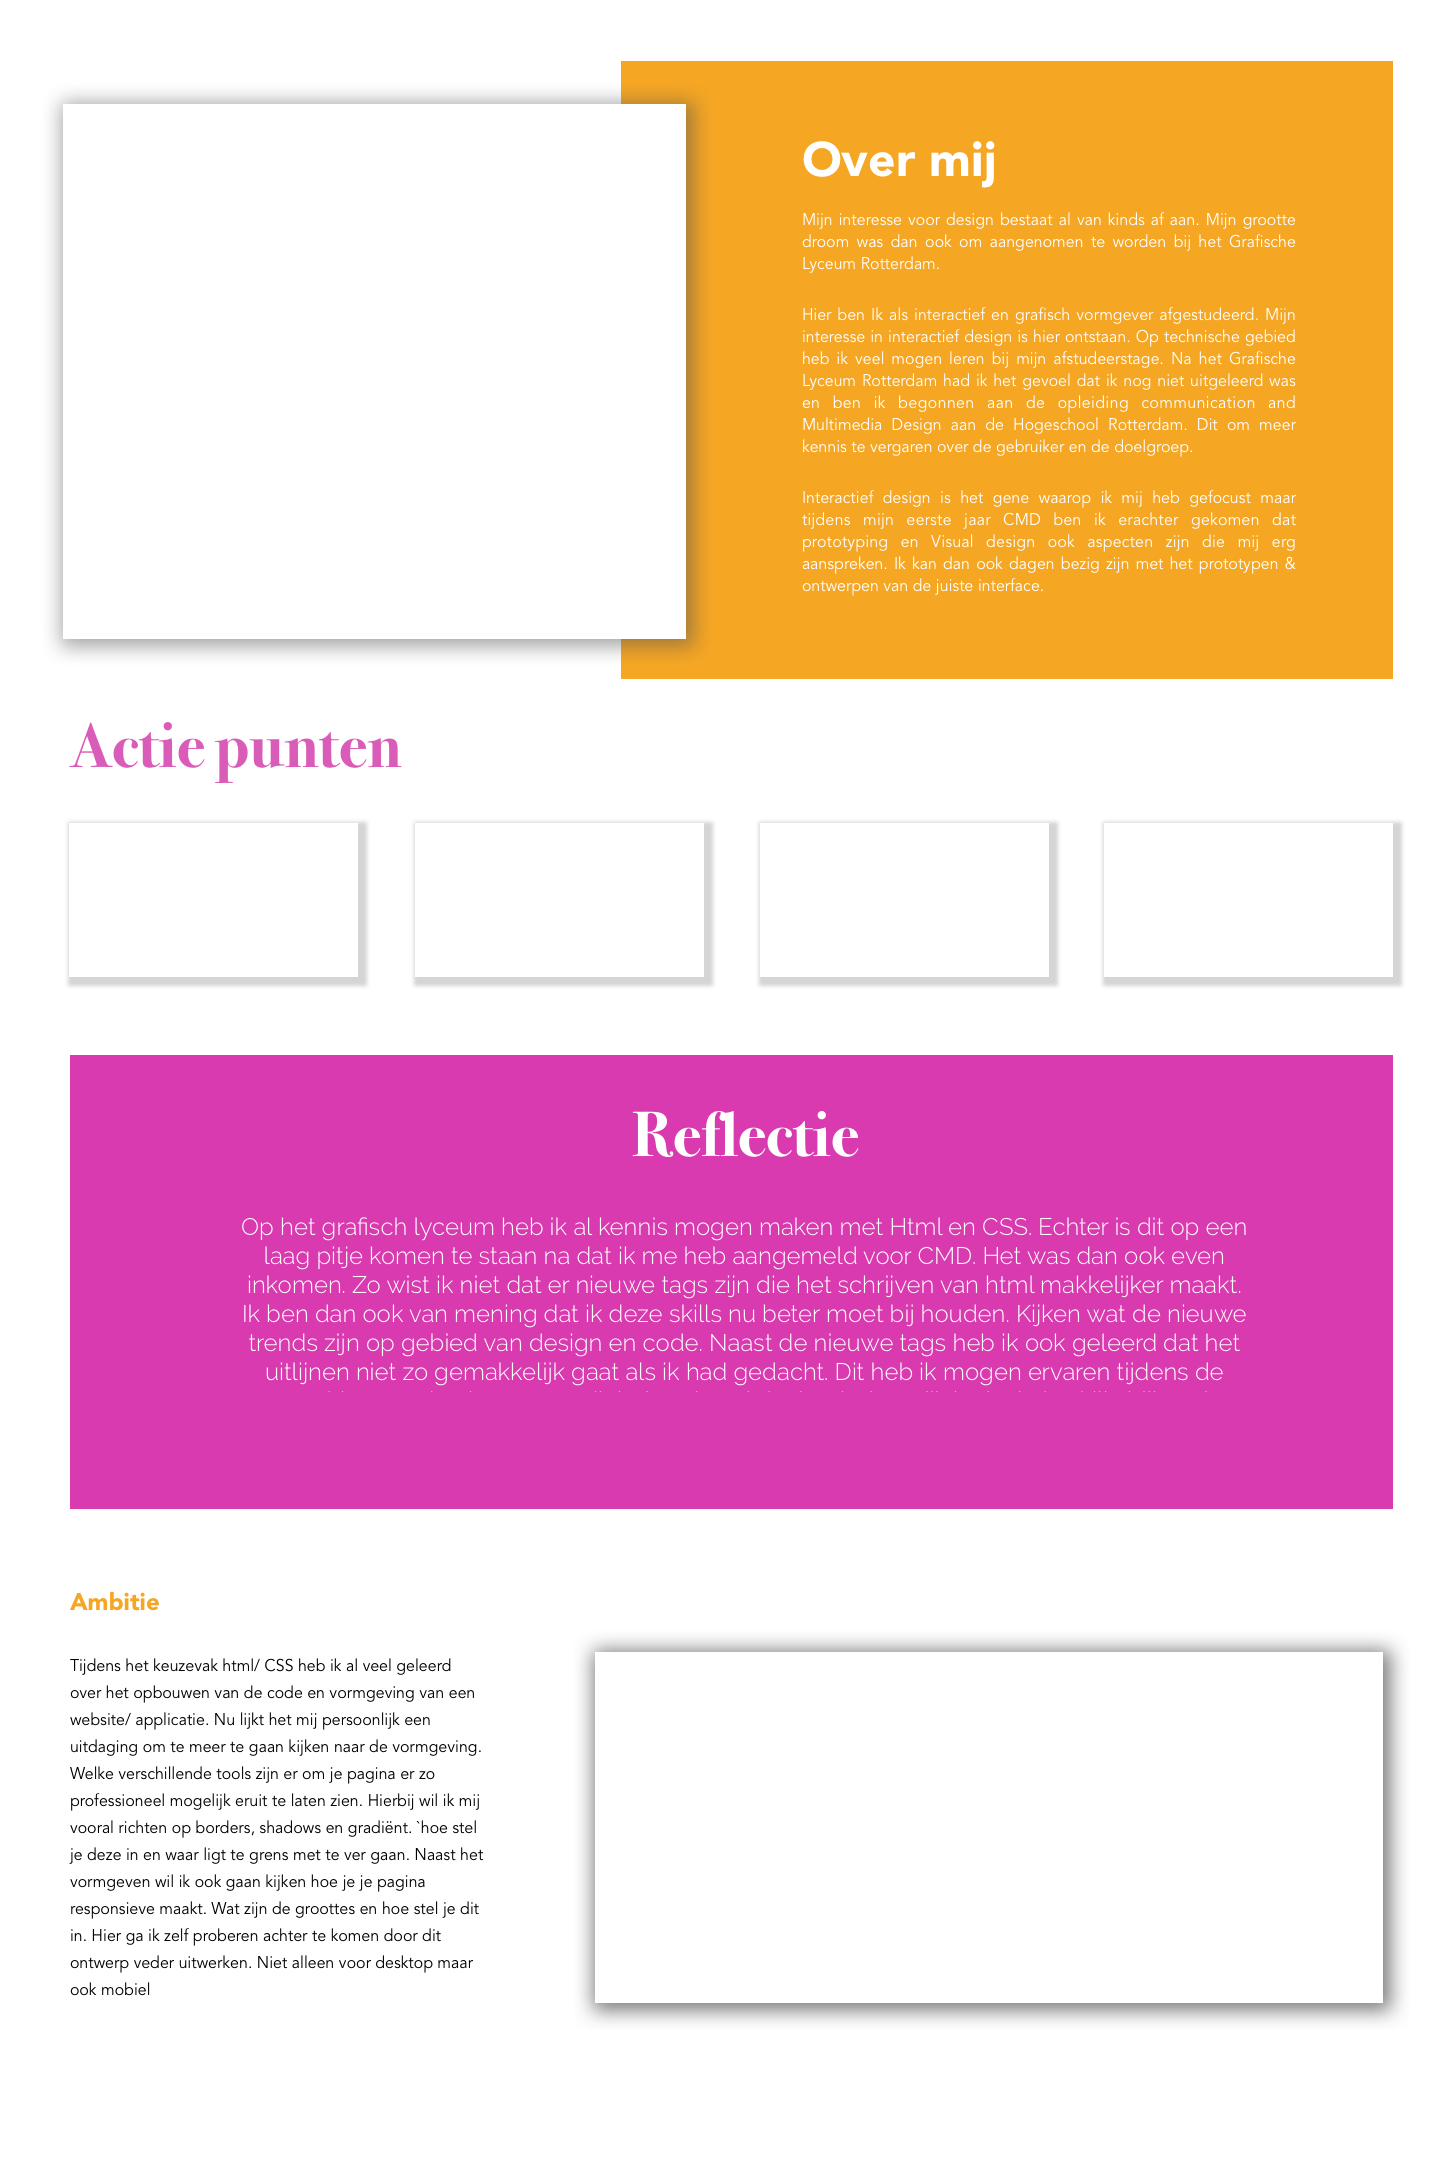 Over mij
Mijn interesse voor design bestaat al van kinds af aan. Mijn grootte
droom was dan ook om aangenomen te worden bij het Grafische
Lyceum Rotterdam.
Hier ben Ik als interactief en grafisch vormgever afgestudeerd. Mijn
interesse in interactief design is hier ontstaan. Op technische gebied
heb ik veel mogen leren bij mijn afstudeerstage. Na het Grafische
Lyceum Rotterdam had ik het gevoel dat ik nog niet uitgeleerd was
en ben ik begonnen aan de opleiding communication and
Multimedia Design aan de Hogeschool Rotterdam. Dit om meer
kennis te vergaren over de gebruiker en de doelgroep.
Interactief design is het gene waarop ik mij heb gefocust maar
tijdens mijn eerste jaar CMD ben ik erachter gekomen dat
prototyping en Visual design ook aspecten zijn die mij erg
aanspreken. Ik kan dan ook dagen bezig zijn met het prototypen &
ontwerpen van de juiste interface.
Actie punten
Reflectie
Op het grafisch lyceum heb ik al kennis mogen maken met Html en CSS. Echter is dit op een
laag pitje komen te staan na dat ik me heb aangemeld voor CMD. Het was dan ook even
inkomen. Zo wist ik niet dat er nieuwe tags zijn die het schrijven van html makkelijker maakt.
Ik ben dan ook van mening dat ik deze skills nu beter moet bij houden. Kijken wat de nieuwe
trends zijn op gebied van design en code. Naast de nieuwe tags heb ik ook geleerd dat het
uitlijnen niet zo gemakkelijk gaat als ik had gedacht. Dit heb ik mogen ervaren tijdens de
Ambitie
Tijdens het keuzevak html/ CSS heb ik al veel geleerd
over het opbouwen van de code en vormgeving van een
website/ applicatie. Nu lijkt het mij persoonlijk een
uitdaging om te meer te gaan kijken naar de vormgeving.
Welke verschillende tools zijn er om je pagina er zo
professioneel mogelijk eruit te laten zien. Hierbij wil ik mij
vooral richten op borders, shadows en gradiënt. `hoe stel
je deze in en waar ligt te grens met te ver gaan. Naast het
vormgeven wil ik ook gaan kijken hoe je je pagina
responsieve maakt. Wat zijn de groottes en hoe stel je dit
in. Hier ga ik zelf proberen achter te komen door dit
ontwerp veder uitwerken. Niet alleen voor desktop maar
ook mobiel